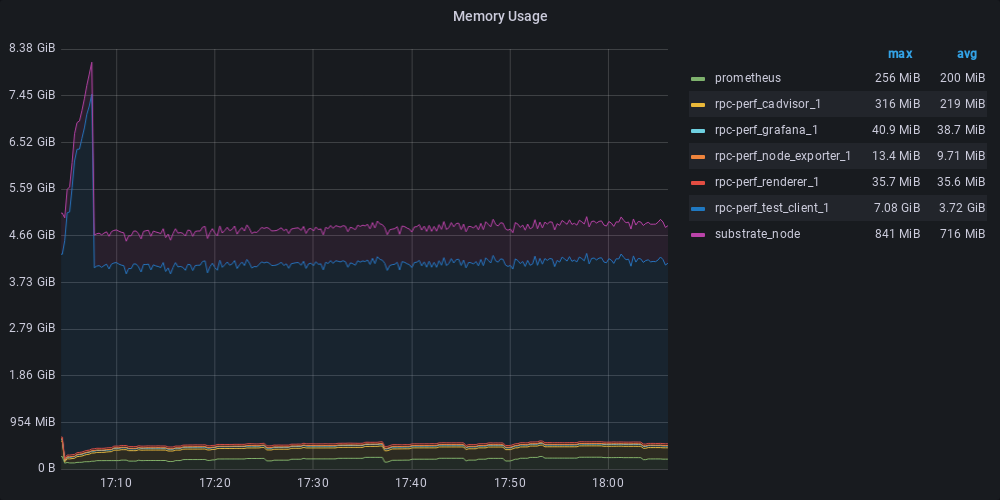 Memory Usage
8.38 GiB
7.45 GiB
6.52 GiB
5.59 GiB
4.66 GiB
3.73 GiB
2.79 GiB
1.86 GiB
954 MiB
0 B
17:10 17:20 17:30 17:40 17:50 18:00
max avg
prometheus 256 MiB 200 MiB
rpc-perf_cadvisor_1 316 MiB 219 MiB
rpc-perf_grafana_1 40.9 MiB 38.7 MiB
rpc-perf_node_exporter_1 13.4 MiB 9.71 MiB
rpc-perf_renderer_1 35.7 MiB 35.6 MiB
rpc-perf_test_client_1 7.08 GiB 3.72 GiB
substrate_node 841 MiB 716 MiB